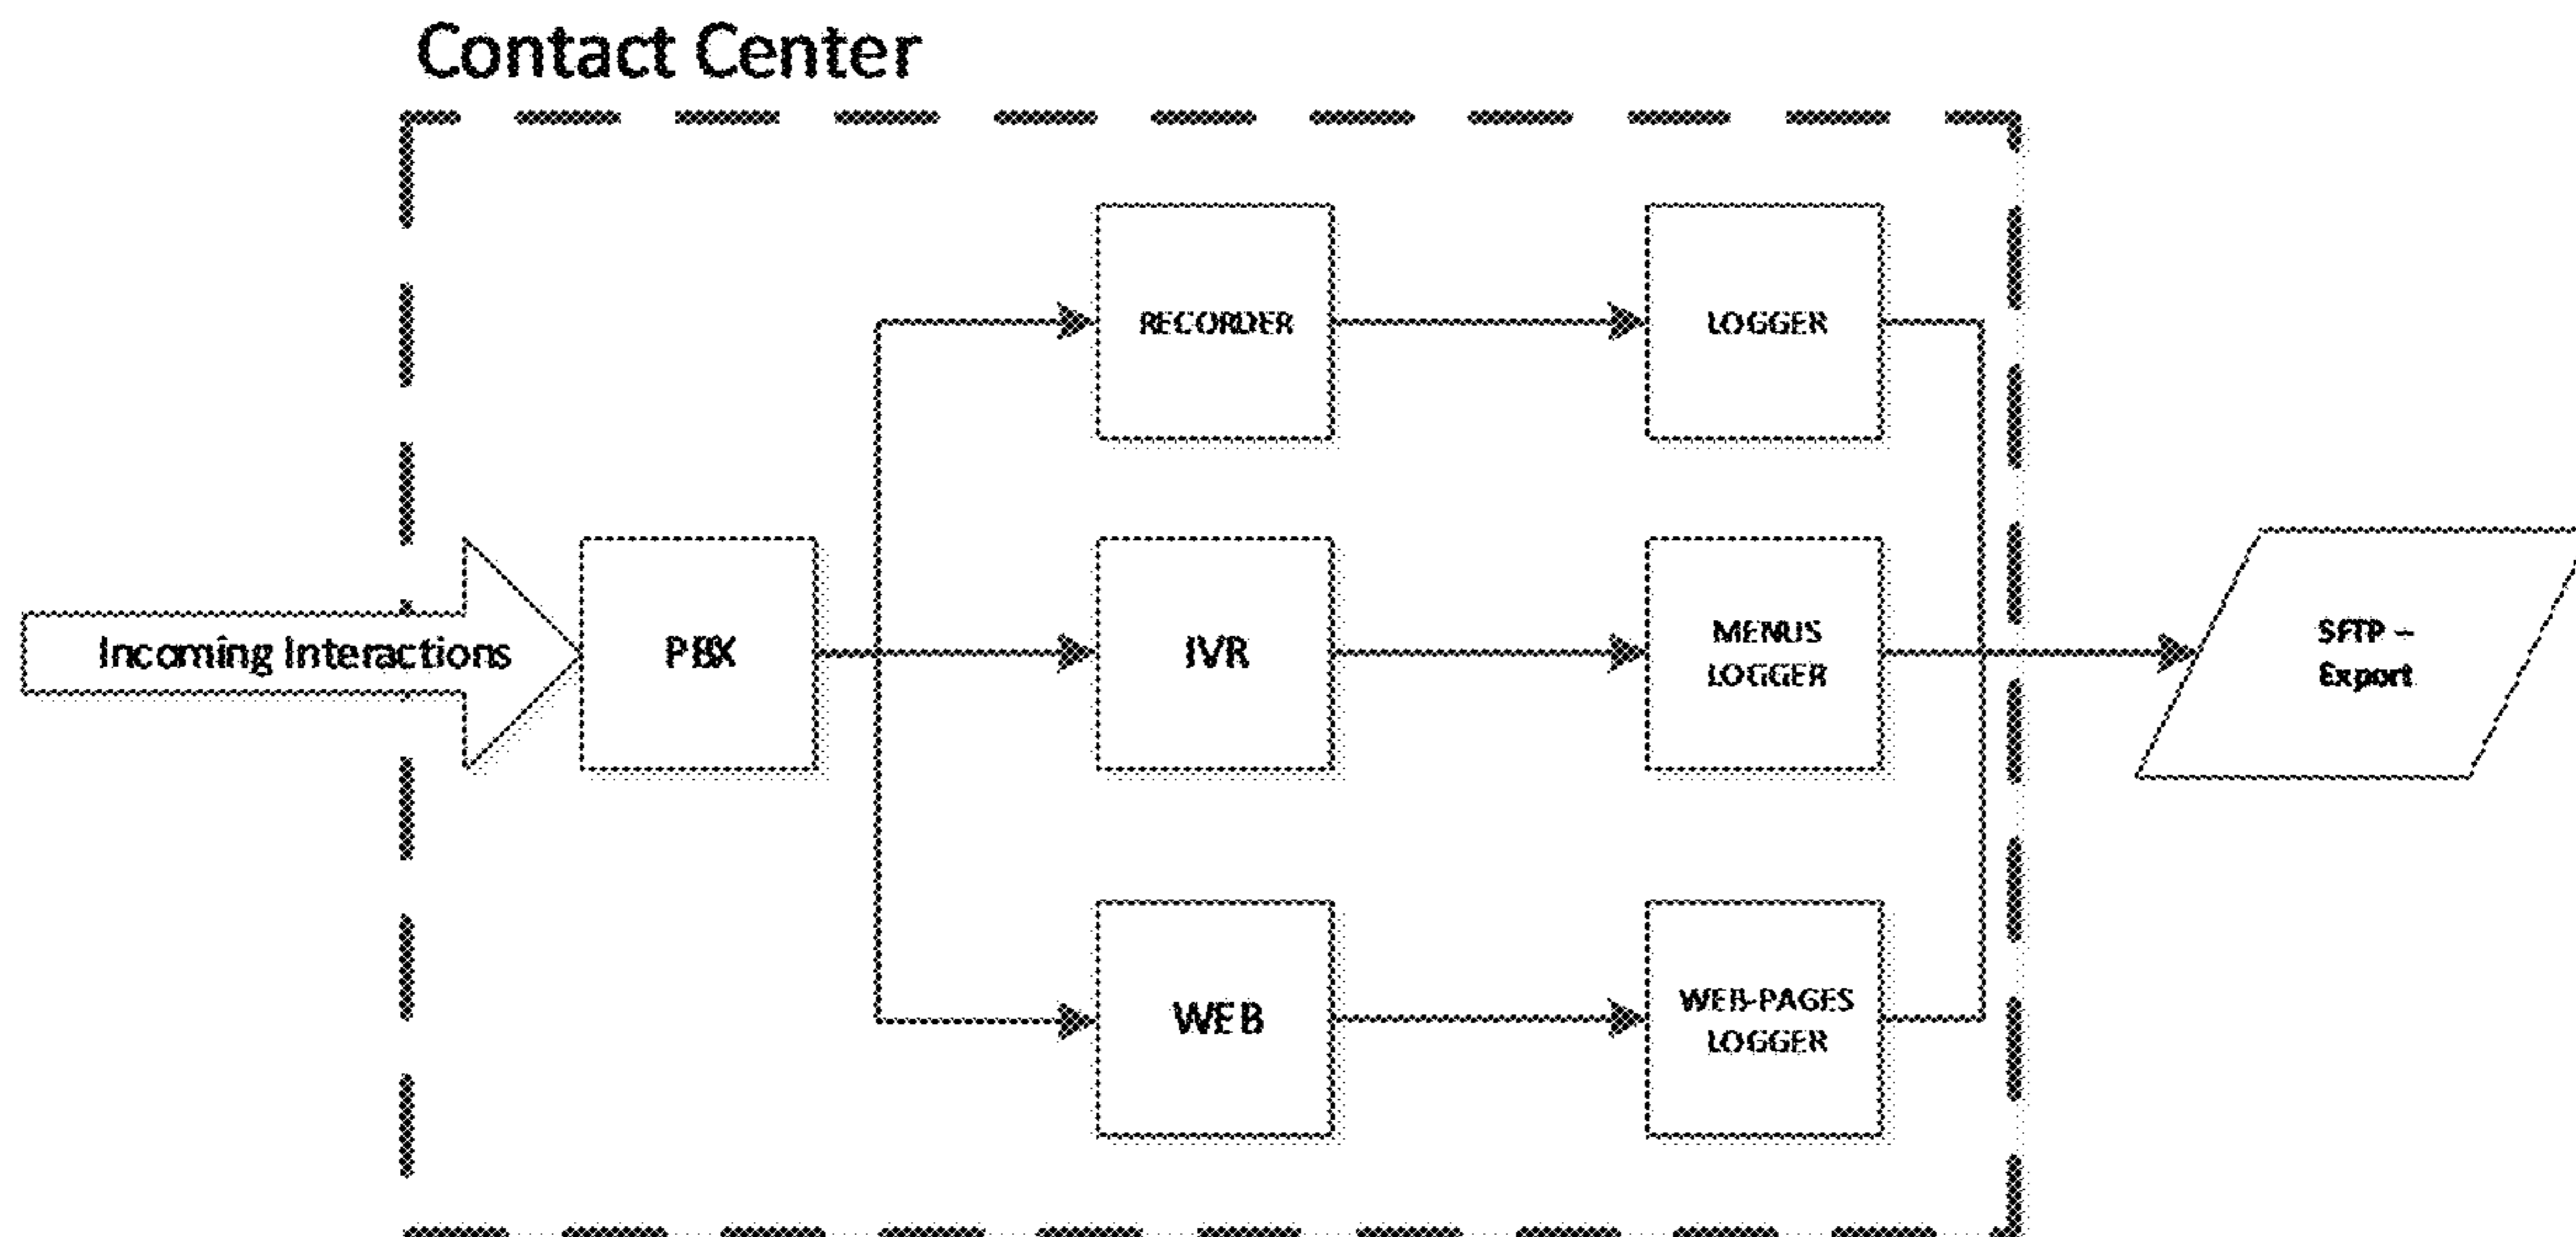 Contact Center
RECORDER
LOGGER
Incoming Interactions
PBX
IVR
MENUS
LOGGER
SFTP –
Export
WEB
WEB-PAGES
LOGGER